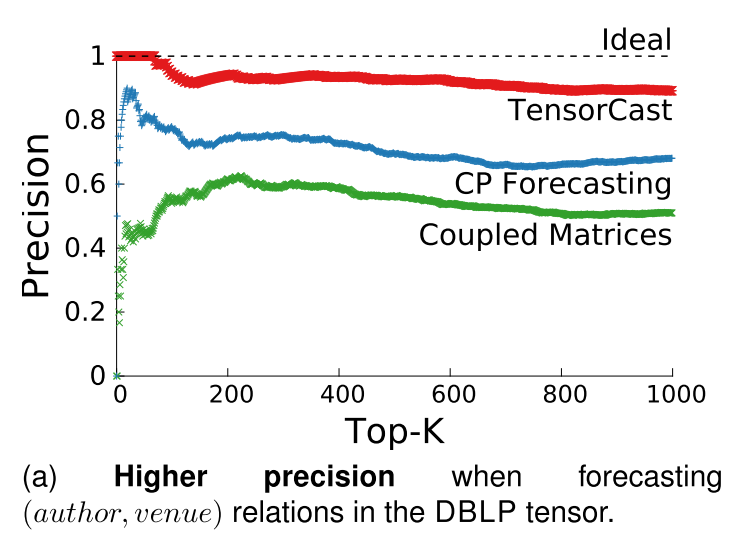 Ideal
1
TensorCast
0.8
Precision
0.6
CP Forecasting
Coupled Matrices
0.4
0.2
0
0 200 400 600 800 1000
Top-K
(a) Higher precision when forecasting
(author, venue) relations in the DBLP tensor.